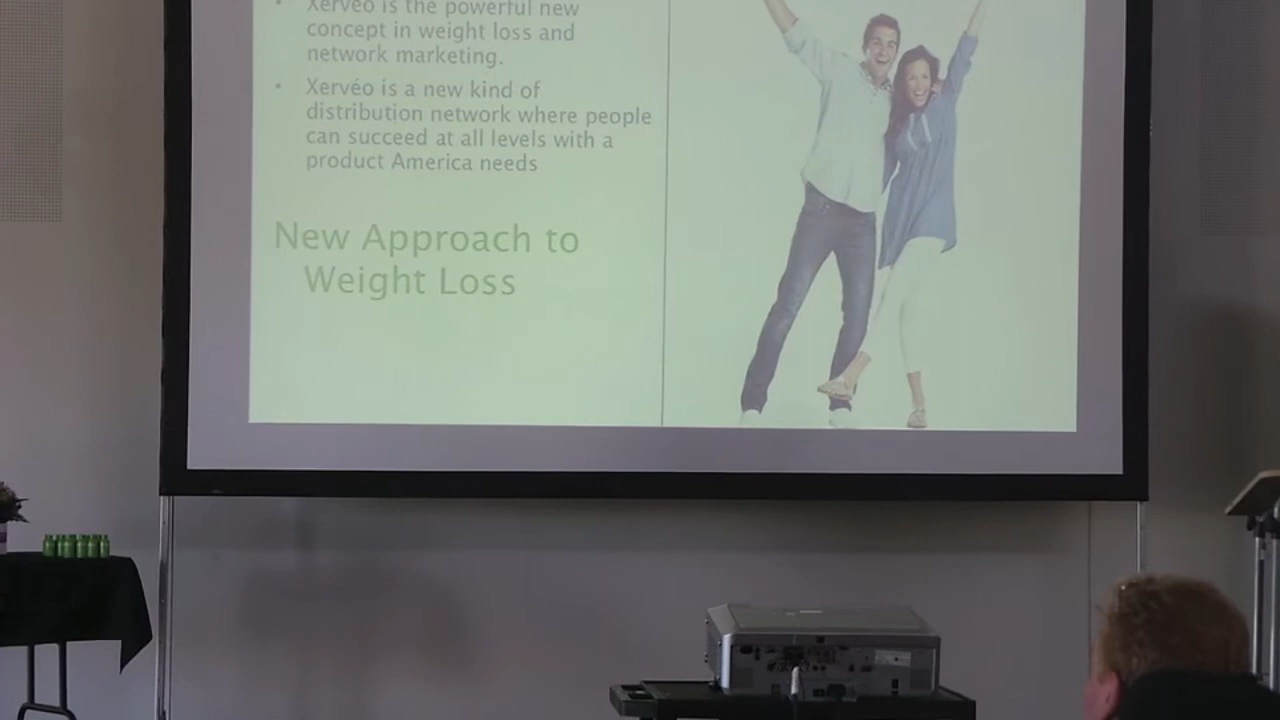 • Xervéo is the powerful new
concept in weight loss and
network marketing.
• Xervéo is a new kind of
distribution network where people
can succeed at all levels with a
product America needs
New Approach to
Weight Loss